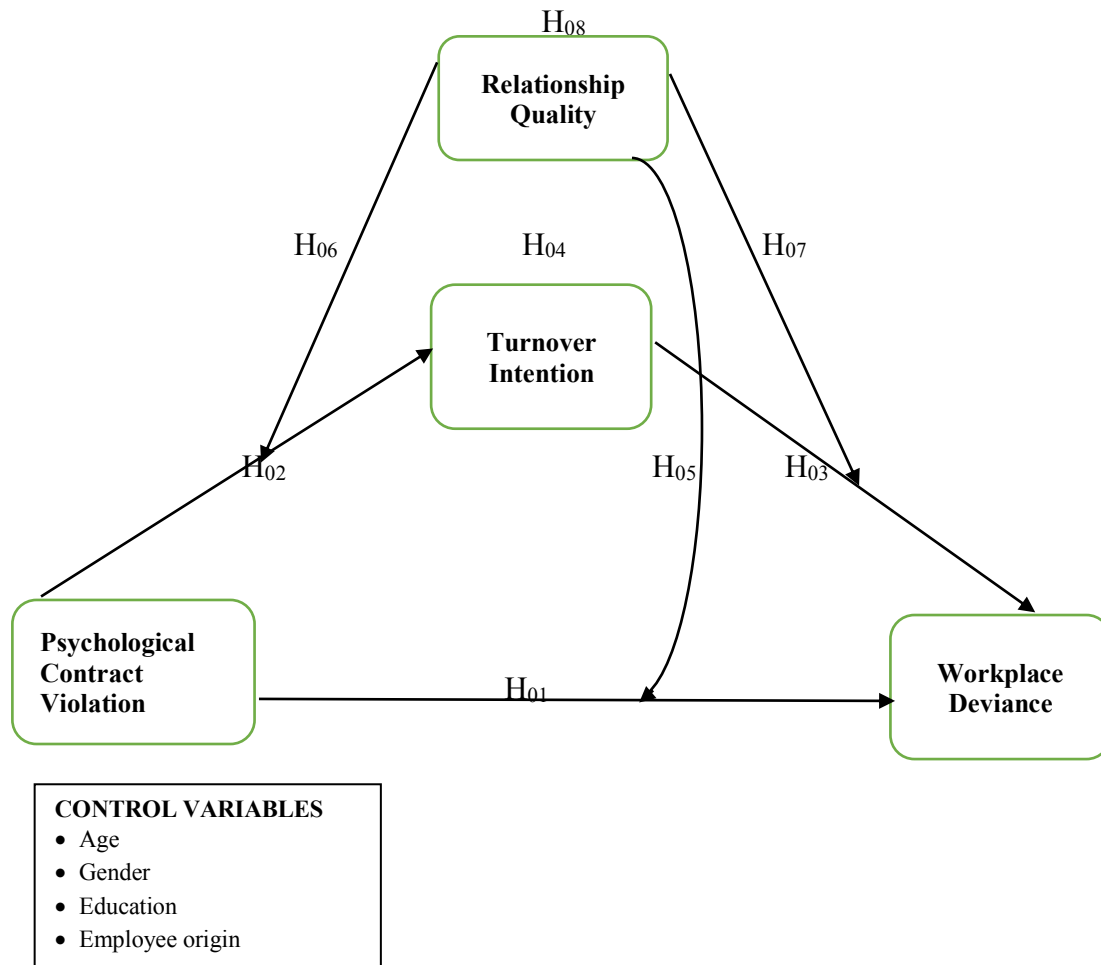 H08
Relationship
Quality
H06
H04
H07
Turnover
Intention
H02
H05
H03
Psychological
Contract
Violation
H01
Workplace
Deviance
CONTROL VARIABLES
• Age
• Gender
• Education
• Employee origin